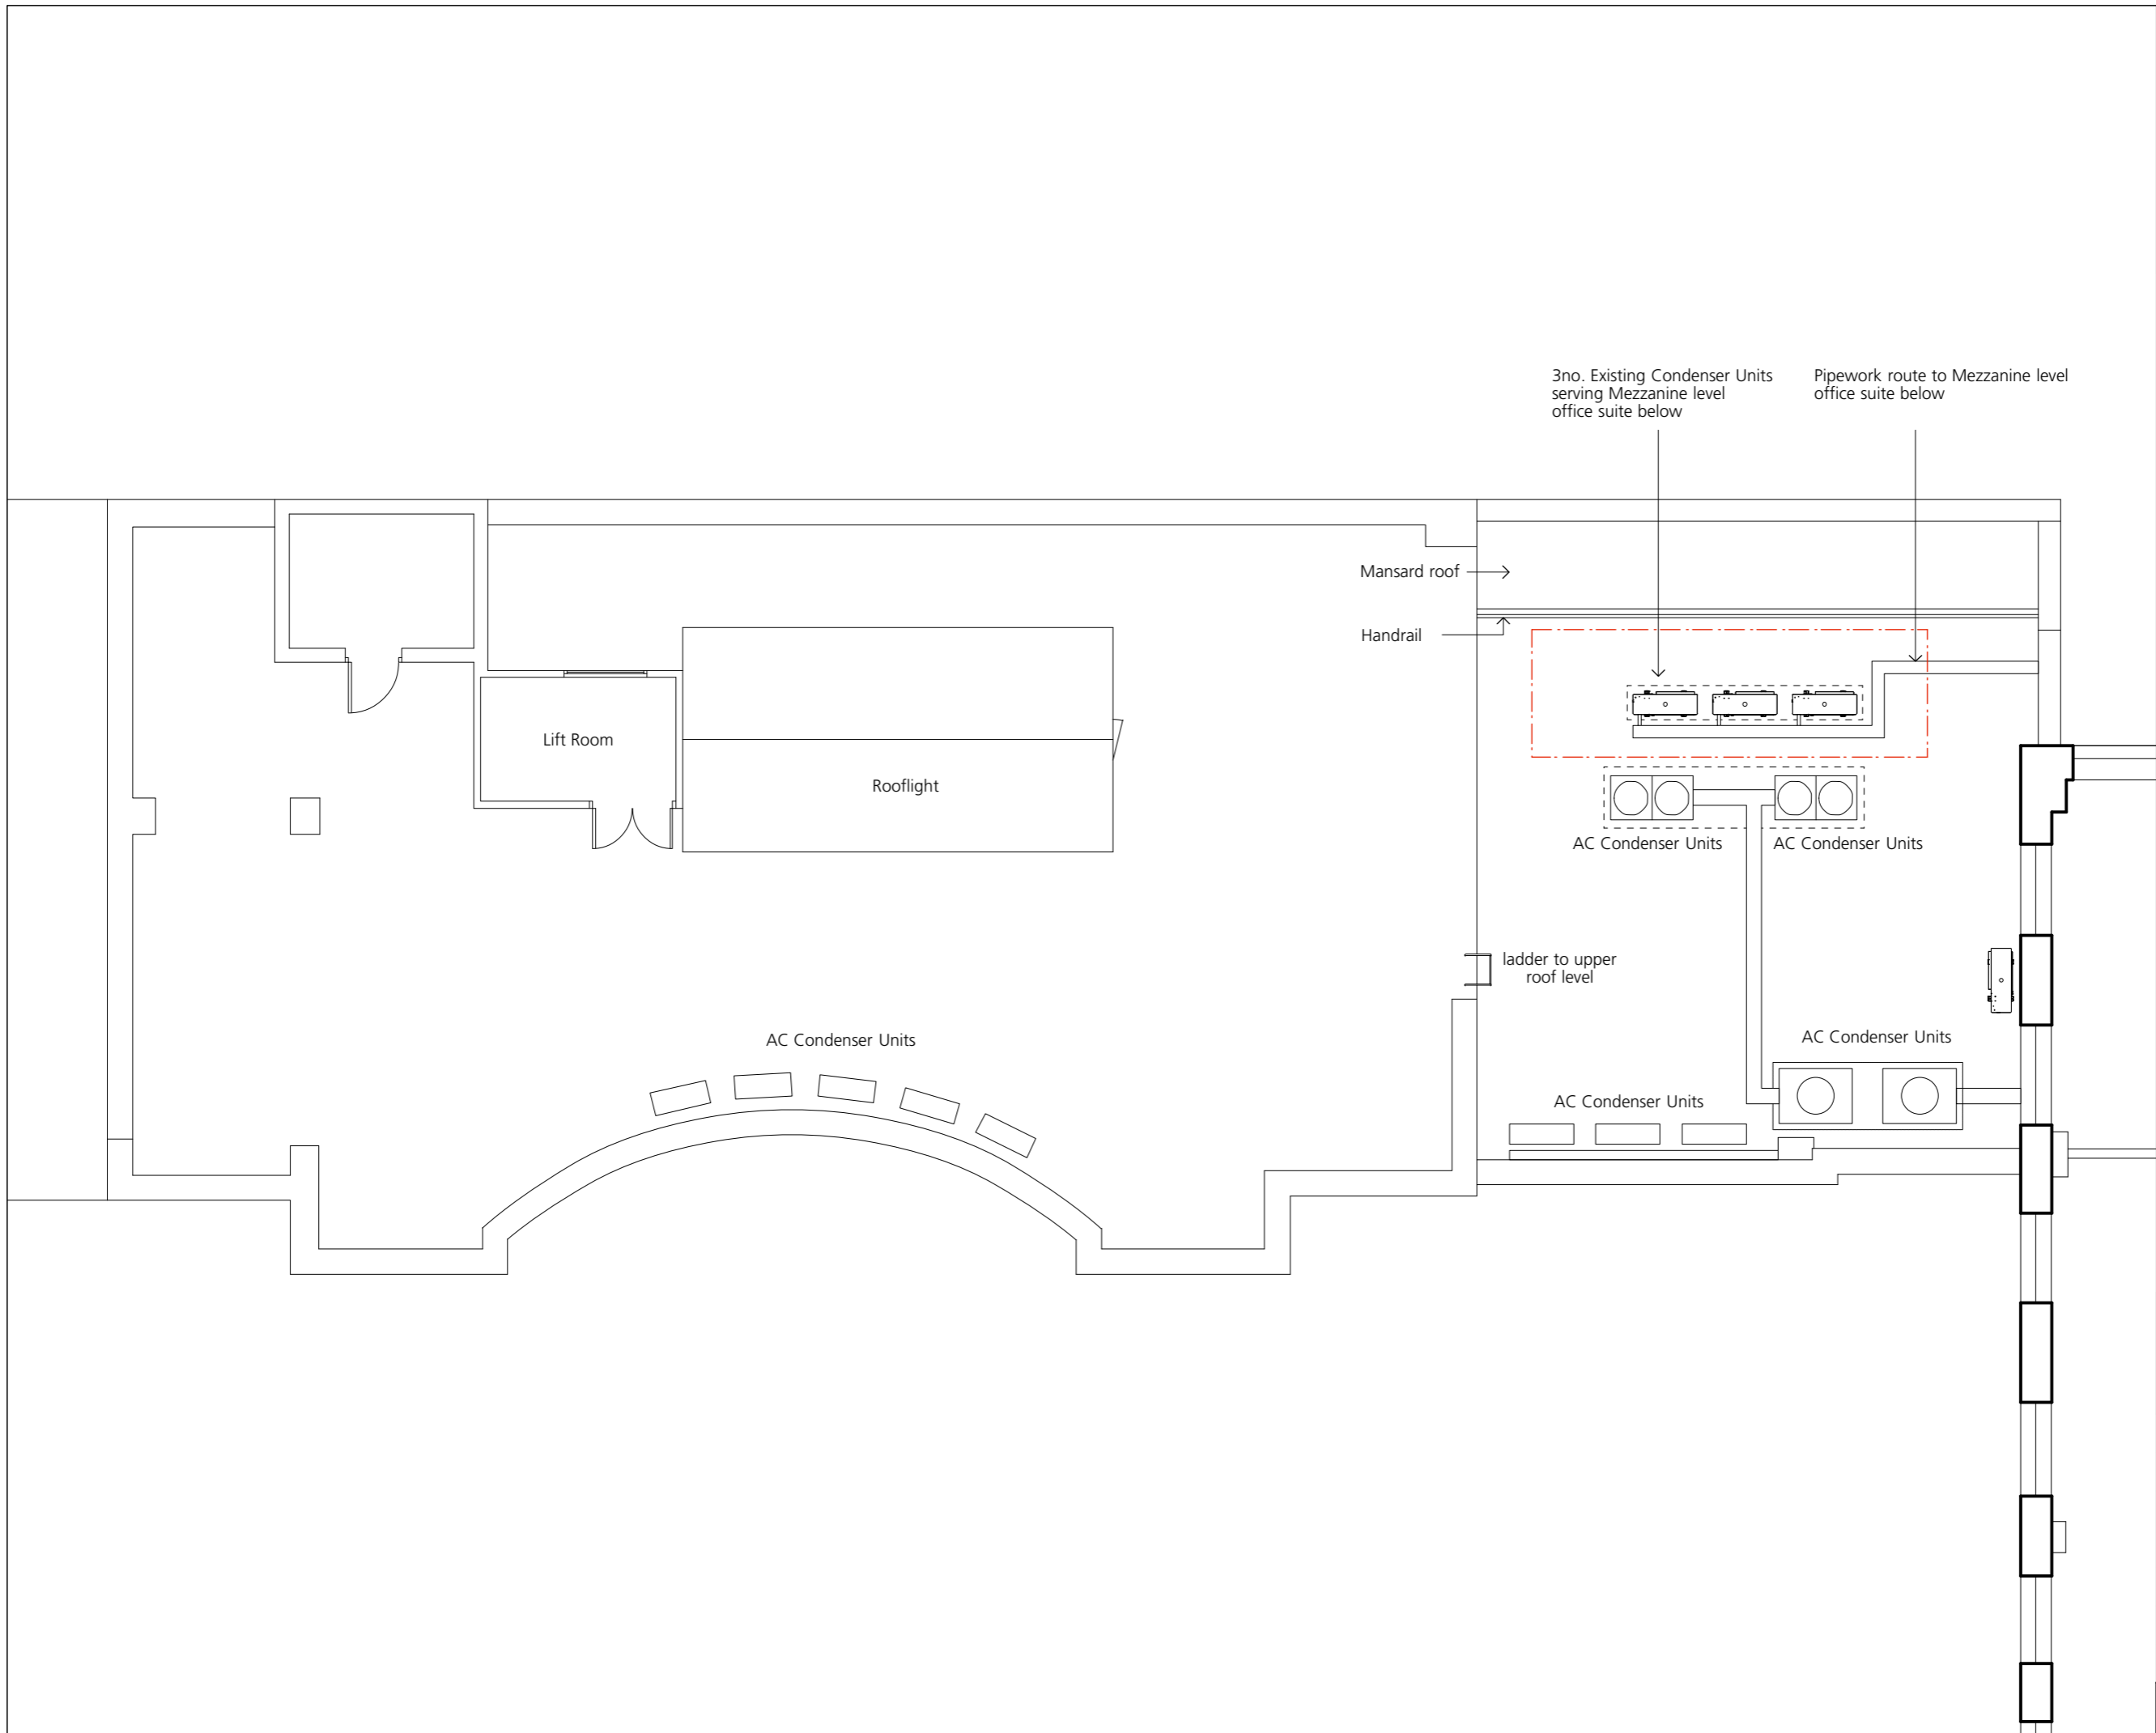 3no. Existing Condenser Units
serving Mezzanine level
office suite below
Pipework route to Mezzanine level
office suite below
Mansard roof
Handrail
Lift Room
Rooflight
AC Condenser Units
AC Condenser Units
ladder to upper
roof level
AC Condenser Units
AC Condenser Units
AC Condenser Units